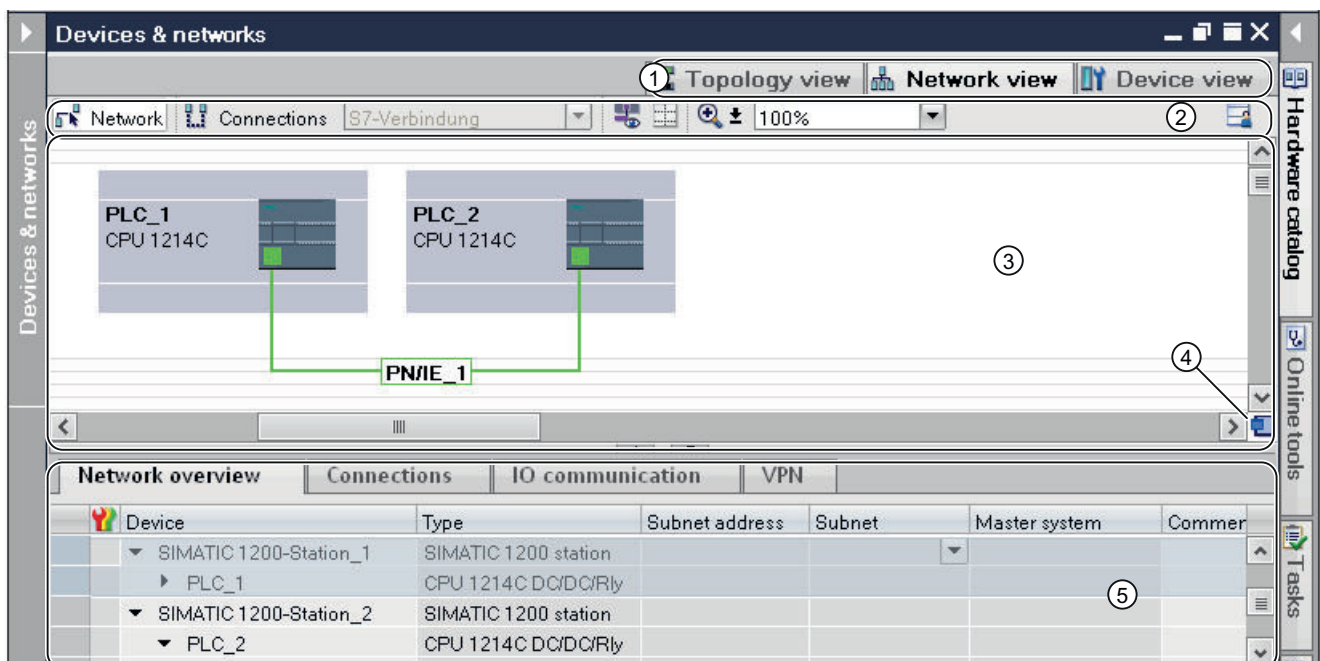 Devices & networks
1 Topology view Network view Device view
Network Connections S7-Verbindung 100% 2
Devices & networks
PLC_1
CPU 1214C
PLC_2
CPU 1214C
3
PN/IE_1
4
Hardware catalog
Online tools
Tasks
Network overview Connections IO communication VPN
Device Type Subnet address Subnet Master system Commer
SIMATIC 1200-Station_1 SIMATIC 1200 station
PLC_1 CPU 1214C DC/DC/Rly
5
SIMATIC 1200-Station_2 SIMATIC 1200 station
PLC_2 CPU 1214C DC/DC/Rly